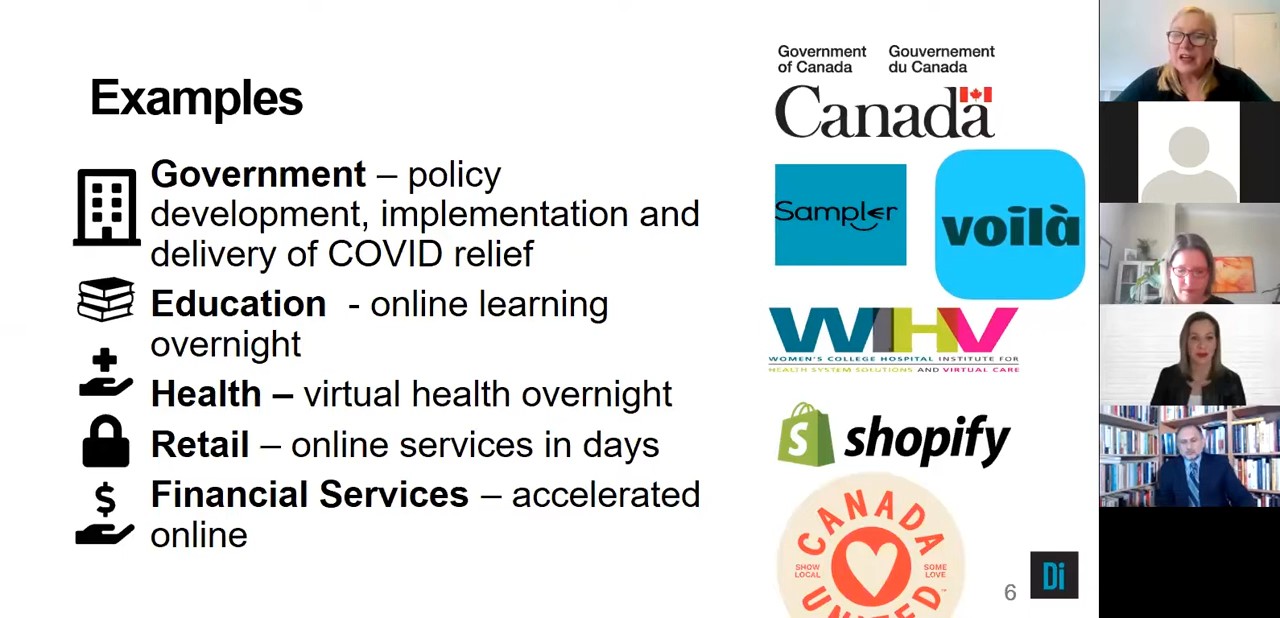 Examples
Government – policy
development, implementation and
delivery of COVID relief
Education - online learning
overnight
Health – virtual health overnight
Retail – online services in days
Financial Services – accelerated
online
Government
of Canada
Gouvernement
du Canada
Canada
Sampler
voilà
WIHV
WOMEN'S COLLEGE HOSPITAL INSTITUTE FOR
HEALTH SYSTEM SOLUTIONS AND VIRTUAL CARE
S shopify
CANADA
SHOW
LOCAL
SOME
LOVE
UNITED
™
6
Di